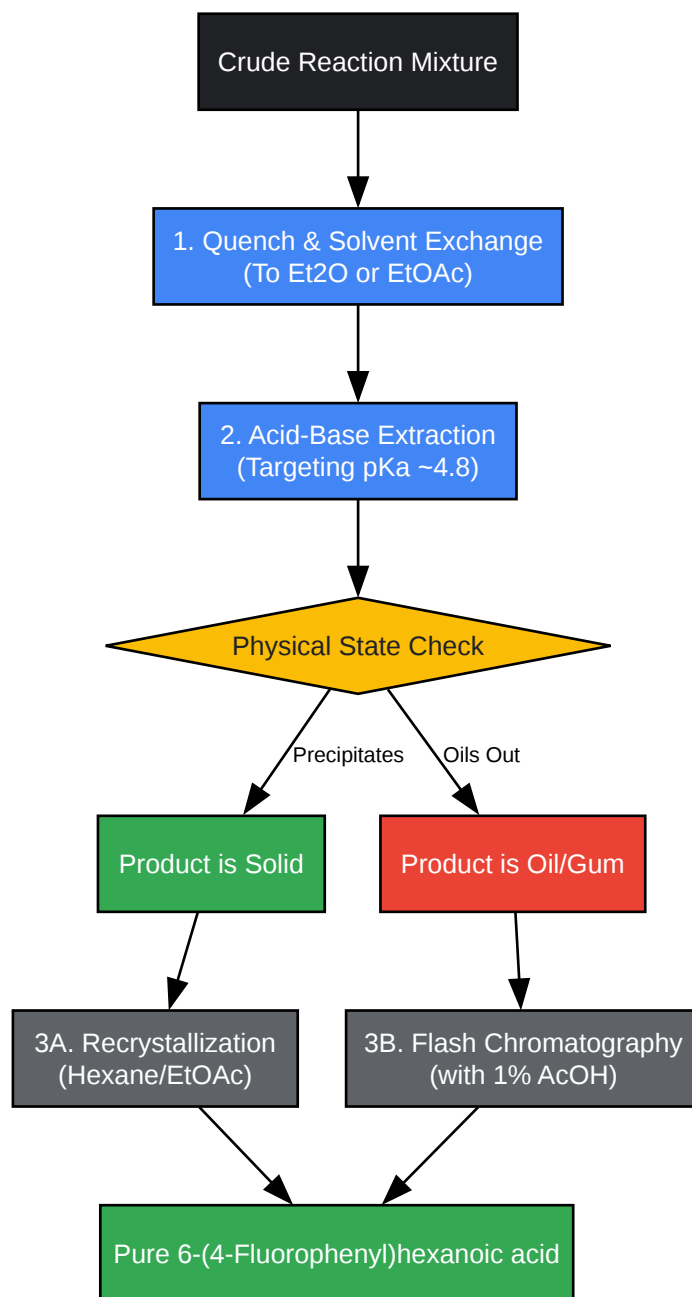 Crude Reaction Mixture
1. Quench & Solvent Exchange
(To Et2O or EtOAc)
2. Acid-Base Extraction
(Targeting pKa ~4.8)
Physical State Check
Precipitates
Oils Out
Product is Solid
Product is Oil/Gum
3A. Recrystallization
(Hexane/EtOAc)
3B. Flash Chromatography
(with 1% AcOH)
Pure 6-(4-Fluorophenyl)hexanoic acid